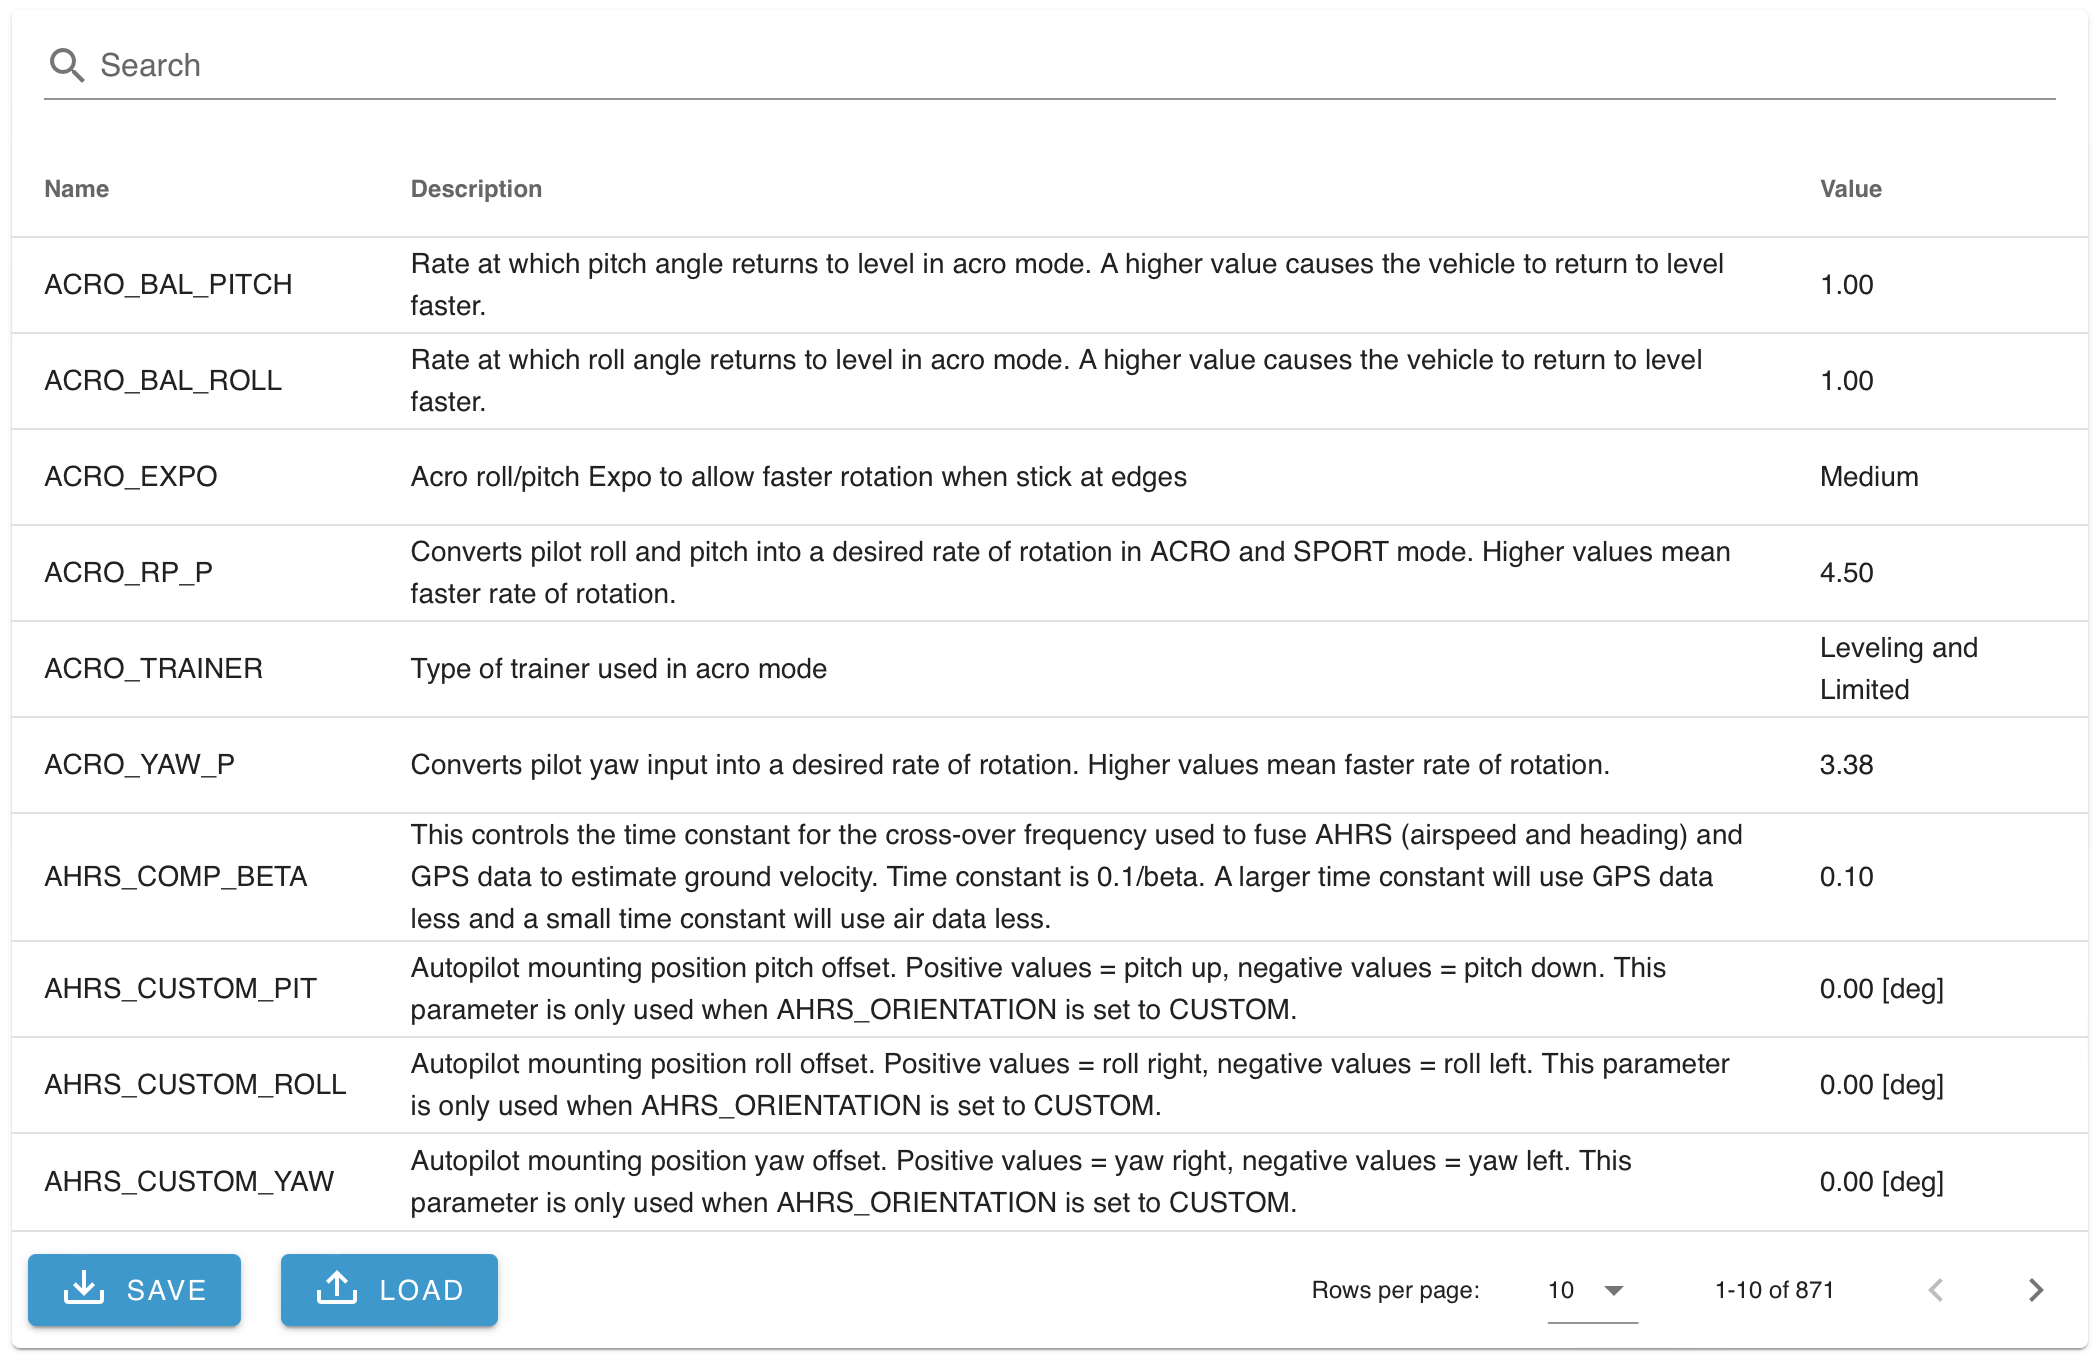 Search
Name Description Value
ACRO_BAL_PITCH Rate at which pitch angle returns to level in acro mode. A higher value causes the vehicle to return to level
faster. 1.00
ACRO_BAL_ROLL Rate at which roll angle returns to level in acro mode. A higher value causes the vehicle to return to level
faster. 1.00
ACRO_EXPO Acro roll/pitch Expo to allow faster rotation when stick at edges Medium
ACRO_RP_P Converts pilot roll and pitch into a desired rate of rotation in ACRO and SPORT mode. Higher values mean
faster rate of rotation. 4.50
ACRO_TRAINER Type of trainer used in acro mode Leveling and
Limited
ACRO_YAW_P Converts pilot yaw input into a desired rate of rotation. Higher values mean faster rate of rotation. 3.38
AHRS_COMP_BETA This controls the time constant for the cross-over frequency used to fuse AHRS (airspeed and heading) and
GPS data to estimate ground velocity. Time constant is 0.1/beta. A larger time constant will use GPS data
less and a small time constant will use air data less. 0.10
AHRS_CUSTOM_PIT Autopilot mounting position pitch offset. Positive values = pitch up, negative values = pitch down. This
parameter is only used when AHRS_ORIENTATION is set to CUSTOM. 0.00 [deg]
AHRS_CUSTOM_ROLL Autopilot mounting position roll offset. Positive values = roll right, negative values = roll left. This parameter
is only used when AHRS_ORIENTATION is set to CUSTOM. 0.00 [deg]
AHRS_CUSTOM_YAW Autopilot mounting position yaw offset. Positive values = yaw right, negative values = yaw left. This
parameter is only used when AHRS_ORIENTATION is set to CUSTOM. 0.00 [deg]
SAVE LOAD Rows per page: 10 1-10 of 871